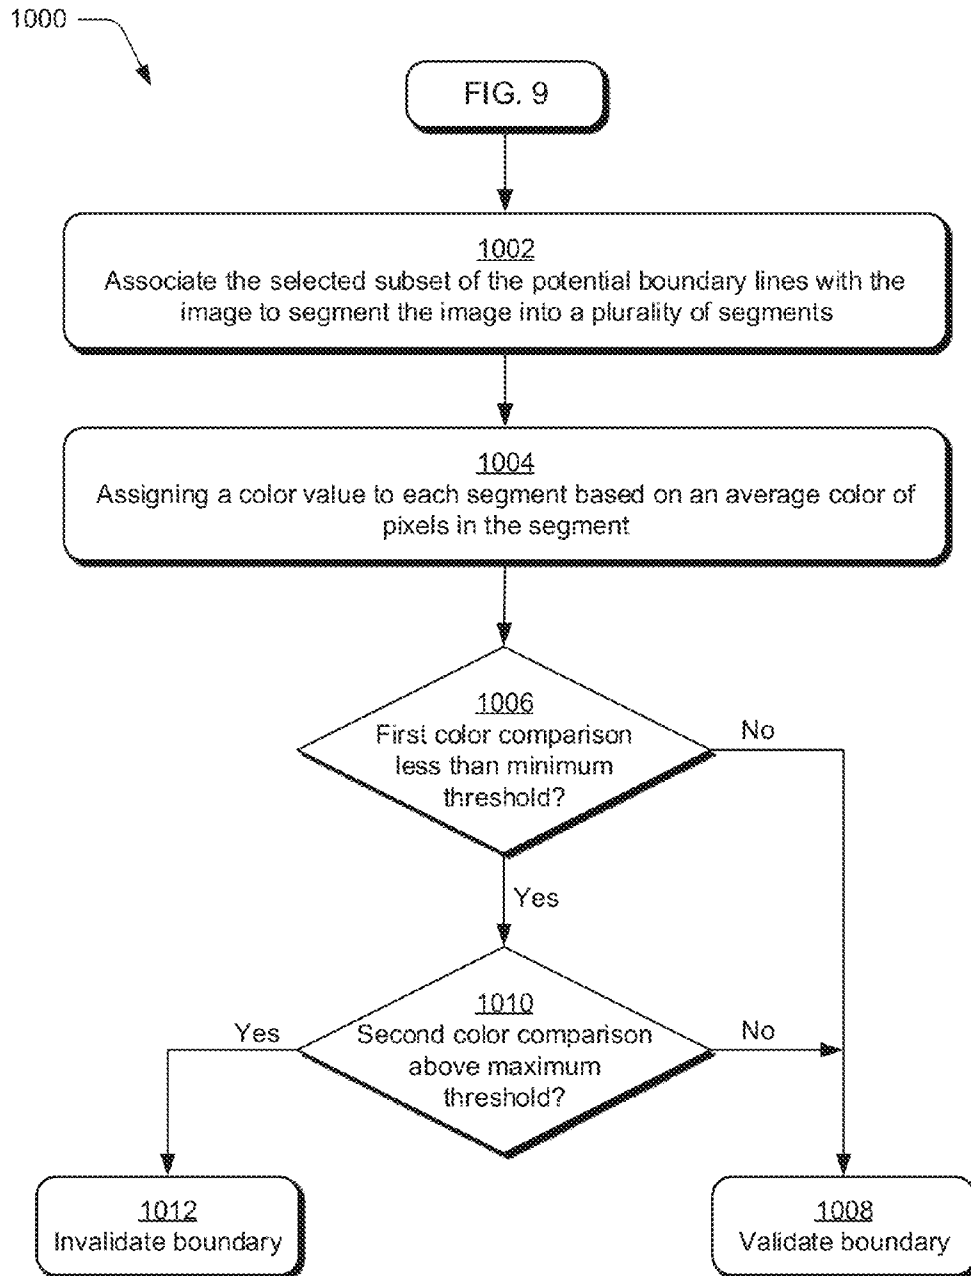 1000
FIG. 9
1002
Associate the selected subset of the potential boundary lines with the
image to segment the image into a plurality of segments
1004
Assigning a color value to each segment based on an average color of
pixels in the segment
1006
First color comparison
less than minimum
threshold?
No
Yes
1010
Second color comparison
above maximum
threshold?
Yes
No
1012
Invalidate boundary
1008
Validate boundary